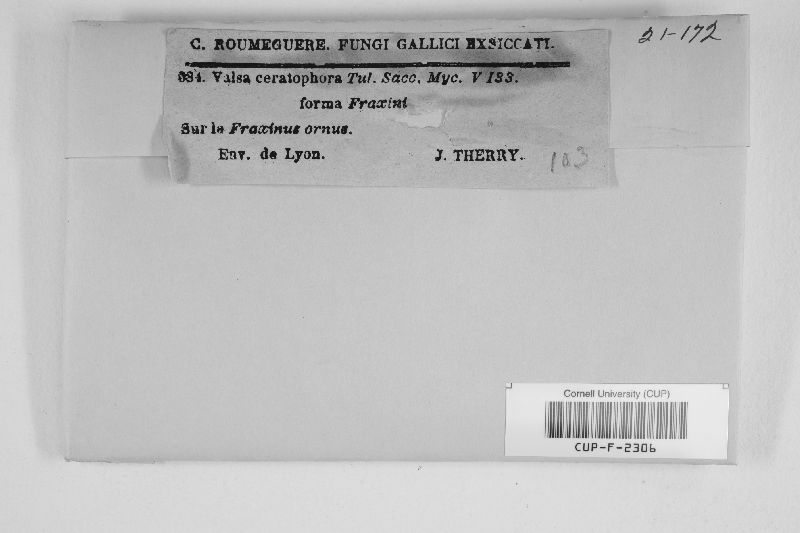 21-172
C. ROUMEGUERE. FUNGI GALLICI EXSICCATI.
884. Valsa ceratophora Tul. Sacc. Myc. V 133.
forma Fraxini
Sur le Fraxinus ornus.
Env. de Lyon. J. THERRY. 103
Cornell University (CUP)
CUP-F-2306